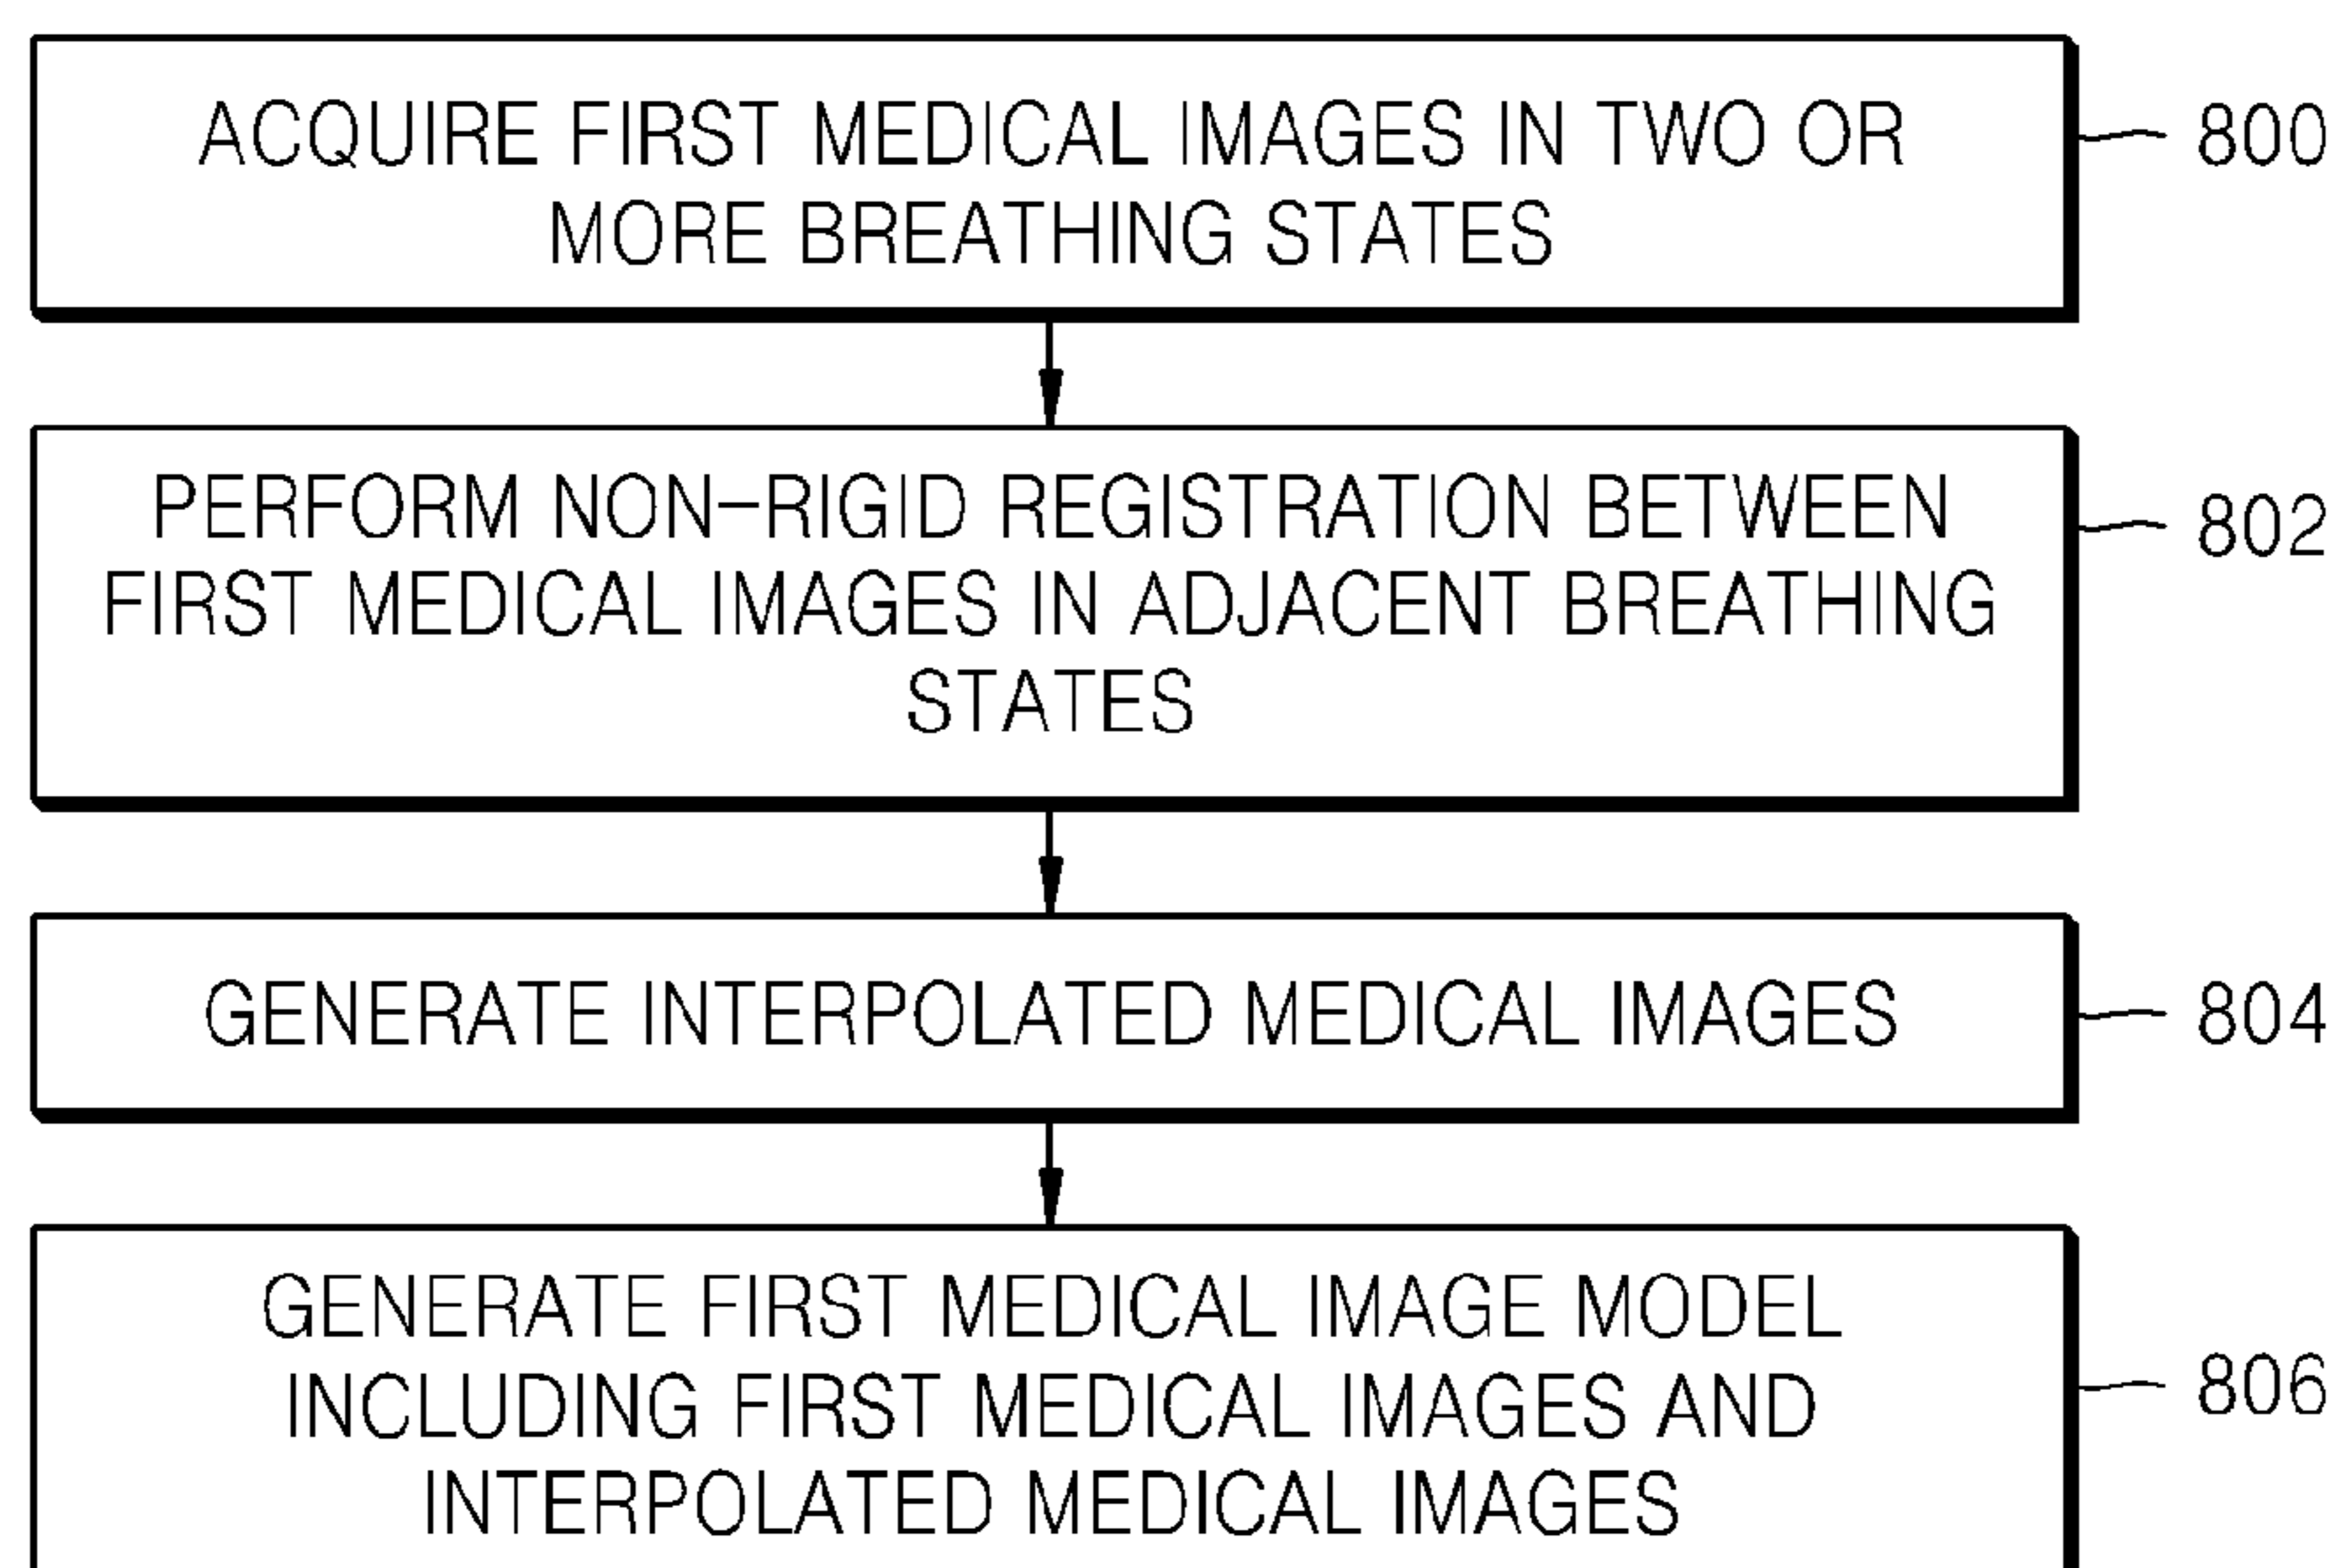 ACQUIRE FIRST MEDICAL IMAGES IN TWO OR
MORE BREATHING STATES
800
PERFORM NON-RIGID REGISTRATION BETWEEN
FIRST MEDICAL IMAGES IN ADJACENT BREATHING
STATES
802
GENERATE INTERPOLATED MEDICAL IMAGES
804
GENERATE FIRST MEDICAL IMAGE MODEL
INCLUDING FIRST MEDICAL IMAGES AND
INTERPOLATED MEDICAL IMAGES
806